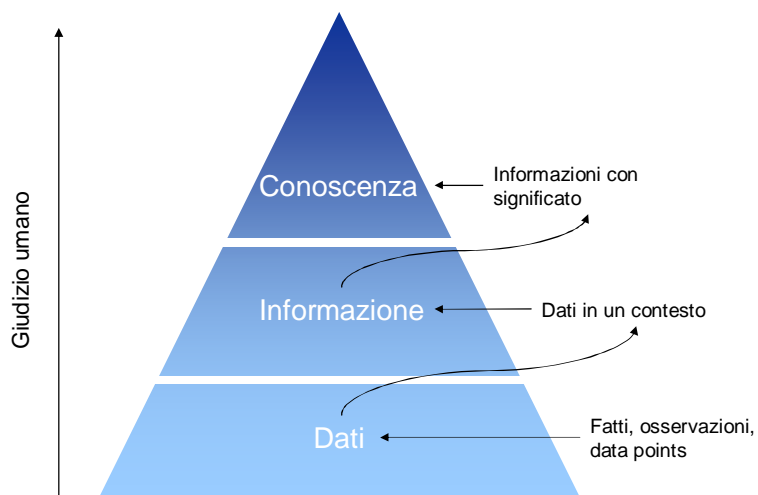 Giudizio umano
Conoscenza
Informazioni con
significato
Informazione
Dati in un contesto
Dati
Fatti, osservazioni,
data points